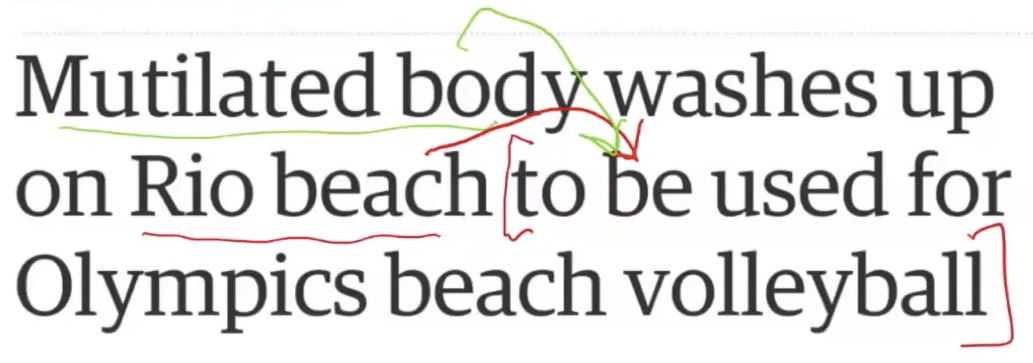 Mutilated body washes up
on Rio beach to be used for
Olympics beach volleyball